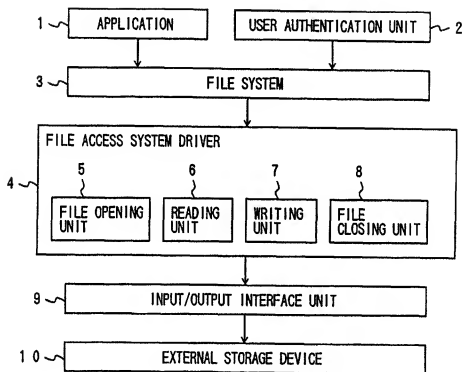 1 APPLICATION USER AUTHENTICATION UNIT 2
3 FILE SYSTEM
FILE ACCESS SYSTEM DRIVER
4
5 6 7 8
FILE OPENING UNIT
READING UNIT
WRITING UNIT
FILE CLOSING UNIT
9 INPUT/OUTPUT INTERFACE UNIT
10 EXTERNAL STORAGE DEVICE